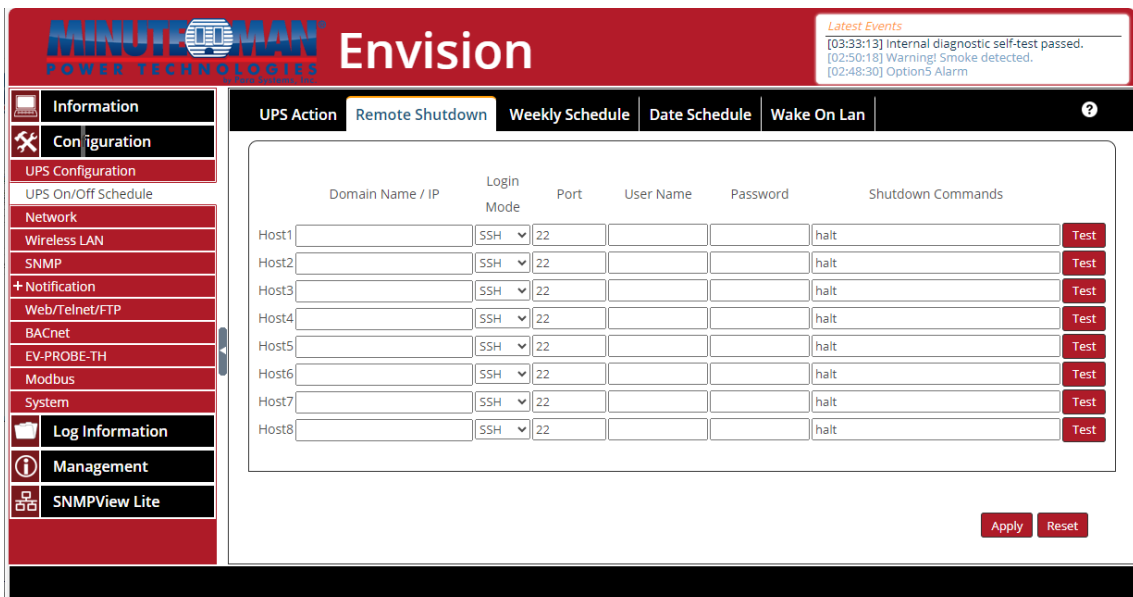 MINUTEMAN
POWER TECHNOLOGIES
by Para Systems, Inc.
Envision
Latest Events
[03:33:13] Internal diagnostic self-test passed.
[02:50:18] Warning! Smoke detected.
[02:48:30] Option5 Alarm
Information
Configuration
UPS Configuration
UPS On/Off Schedule
Network
Wireless LAN
SNMP
+ Notification
Web/Telnet/FTP
BACnet
EV-PROBE-TH
Modbus
System
Log Information
Management
SNMPView Lite
UPS Action Remote Shutdown Weekly Schedule Date Schedule Wake On Lan ?
Domain Name / IP Login Mode Port User Name Password Shutdown Commands
Host1 SSH 22 halt Test
Host2 SSH 22 halt Test
Host3 SSH 22 halt Test
Host4 SSH 22 halt Test
Host5 SSH 22 halt Test
Host6 SSH 22 halt Test
Host7 SSH 22 halt Test
Host8 SSH 22 halt Test
Apply Reset